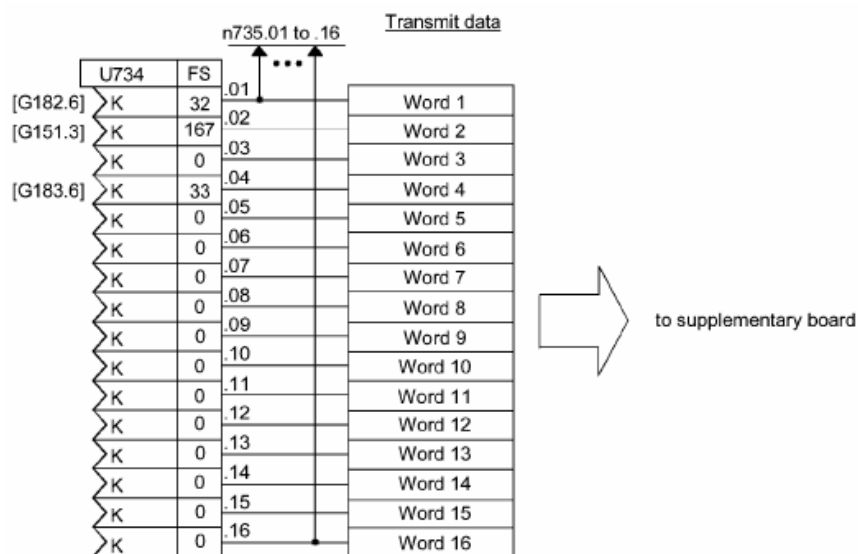 Transmit data
n735.01 to .16
U734 FS
[G182.6] K 32 .01 Word 1
[G151.3] K 167 .02 Word 2
K 0 .03 Word 3
[G183.6] K 33 .04 Word 4
K 0 .05 Word 5
K 0 .06 Word 6
K 0 .07 Word 7
K 0 .08 Word 8
K 0 .09 Word 9
K 0 .10 Word 10
K 0 .11 Word 11
K 0 .12 Word 12
K 0 .13 Word 13
K 0 .14 Word 14
K 0 .15 Word 15
K 0 .16 Word 16
to supplementary board